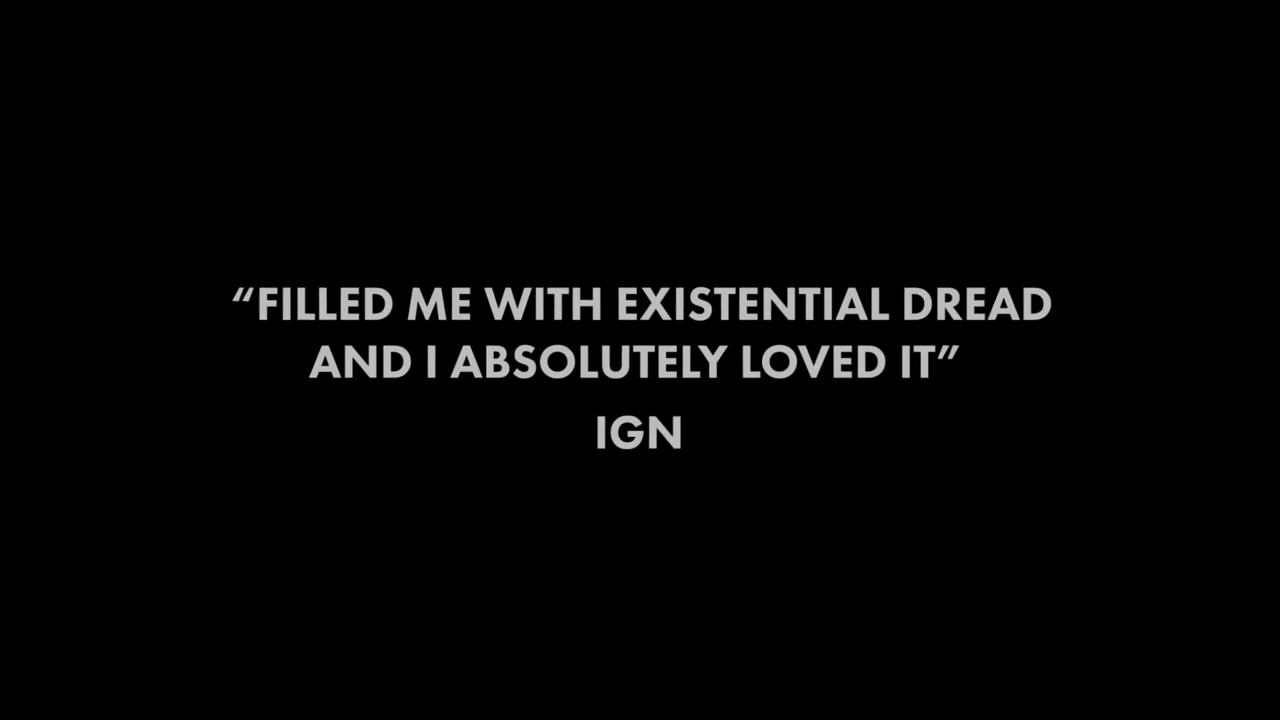 “FILLED ME WITH EXISTENTIAL DREAD
AND I ABSOLUTELY LOVED IT”
IGN